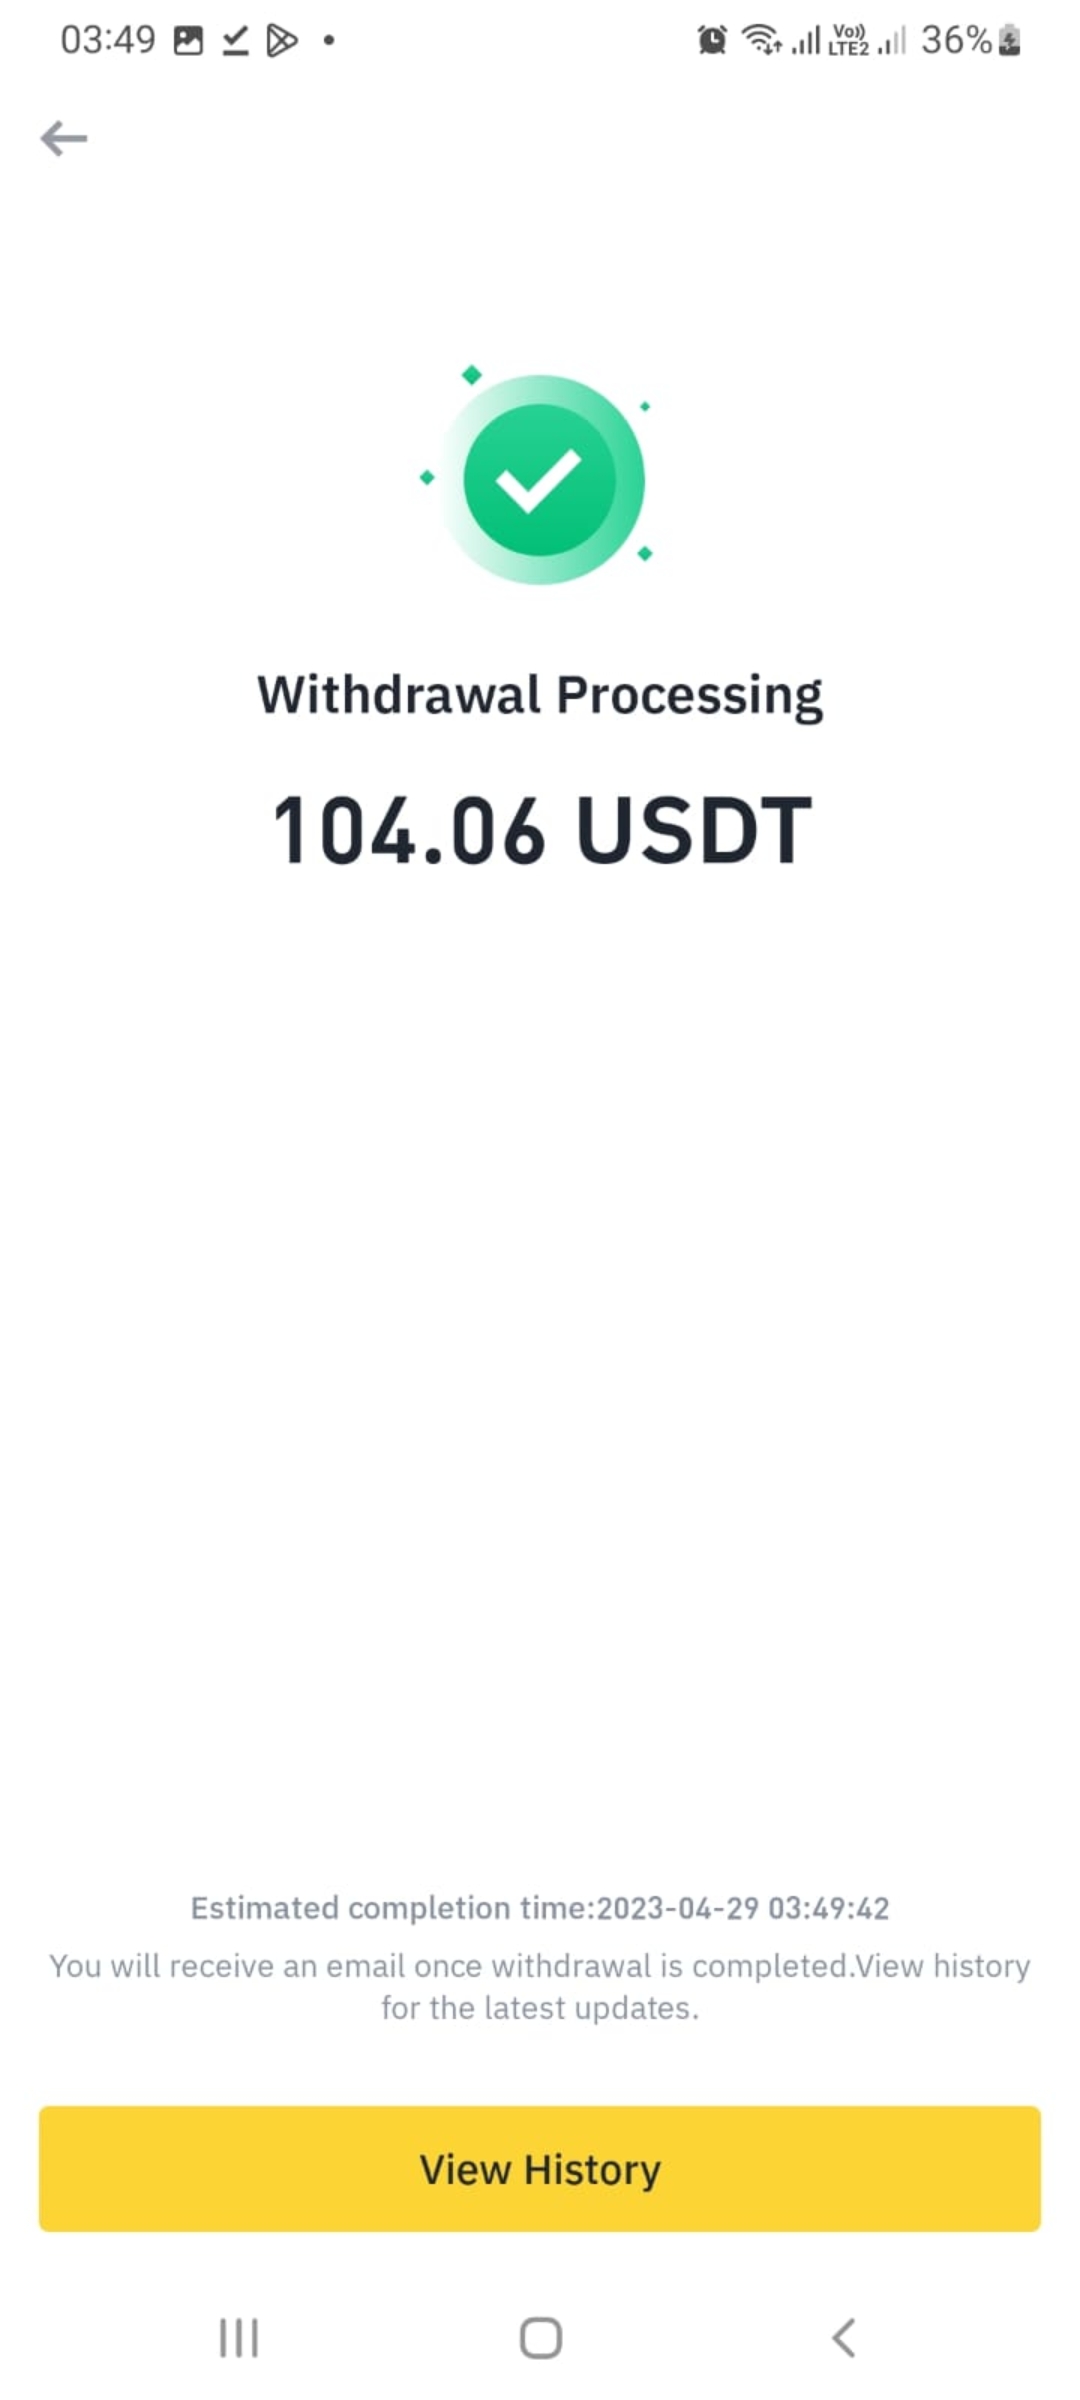 03:49
Vo)) LTE2 36%
Withdrawal Processing
104.06 USDT
Estimated completion time:2023-04-29 03:49:42
You will receive an email once withdrawal is completed.View history
for the latest updates.
View History